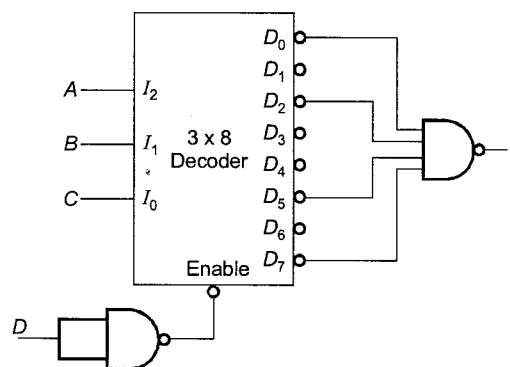 D₀
D₁
A I₂ D₂
B I₁ 3 x 8 D₃
Decoder D₄
C I₀ D₅
D₆
Enable D₇
D